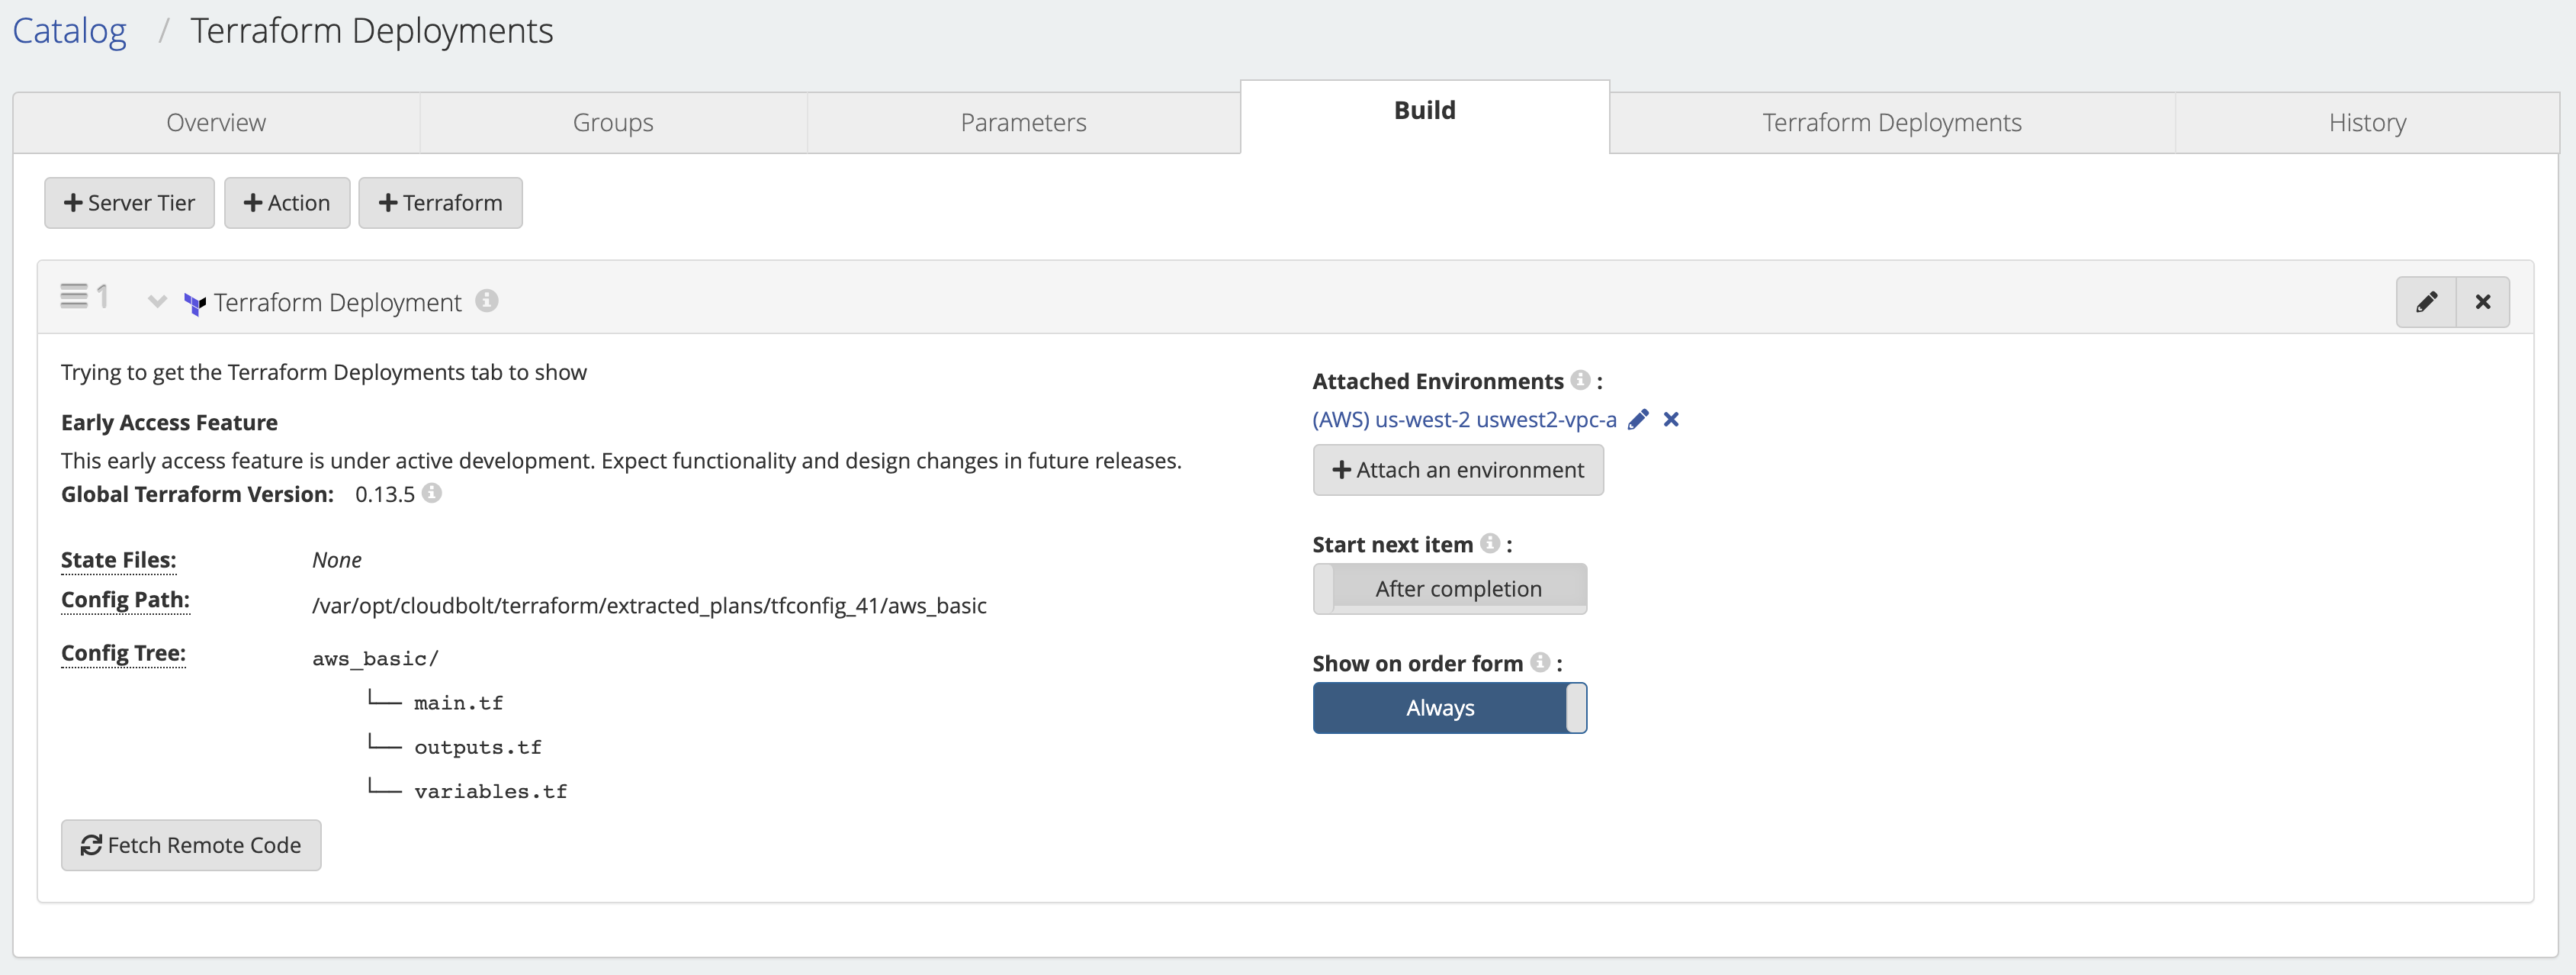 Catalog / Terraform Deployments
Overview Groups Parameters Build Terraform Deployments History
Server Tier Action Terraform
1 Terraform Deployment
Trying to get the Terraform Deployments tab to show
Early Access Feature
This early access feature is under active development. Expect functionality and design changes in future releases.
Global Terraform Version: 0.13.5
State Files: None
Config Path: /var/opt/cloudbolt/terraform/extracted_plans/tfconfig_41/aws_basic
Config Tree: aws_basic/
└── main.tf
└── outputs.tf
└── variables.tf
Fetch Remote Code
Attached Environments :
(AWS) us-west-2 uswest2-vpc-a
Attach an environment
Start next item :
After completion
Show on order form :
Always